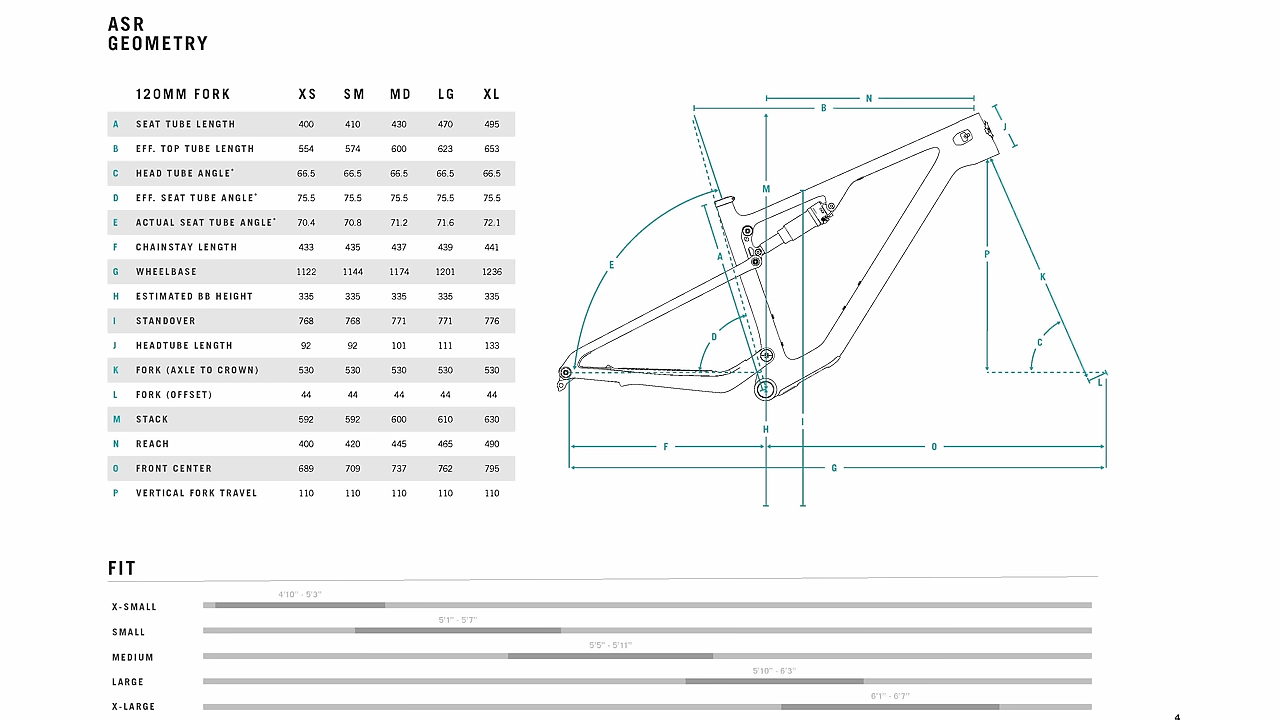 ASR
GEOMETRY
120MM FORK XS SM MD LG XL
A SEAT TUBE LENGTH 400 410 430 470 495
B EFF. TOP TUBE LENGTH 554 574 600 623 653
C HEAD TUBE ANGLE* 66.5 66.5 66.5 66.5 66.5
D EFF. SEAT TUBE ANGLE* 75.5 75.5 75.5 75.5 75.5
E ACTUAL SEAT TUBE ANGLE* 70.4 70.8 71.2 71.6 72.1
F CHAINSTAY LENGTH 433 435 437 439 441
G WHEELBASE 1122 1144 1174 1201 1236
H ESTIMATED BB HEIGHT 335 335 335 335 335
I STANDOVER 768 768 771 771 776
J HEADTUBE LENGTH 92 92 101 111 133
K FORK (AXLE TO CROWN) 530 530 530 530 530
L FORK (OFFSET) 44 44 44 44 44
M STACK 592 592 600 610 630
N REACH 400 420 445 465 490
O FRONT CENTER 689 709 737 762 795
P VERTICAL FORK TRAVEL 110 110 110 110 110
N
B
J
M
A
E
P
K
D
C
L
H
I
F
O
G
FIT
4'10" - 5'3"
X-SMALL
5'1" - 5'7"
SMALL
5'5" - 5'11"
MEDIUM
5'10" - 6'3"
LARGE
6'1" - 6'7"
X-LARGE
4